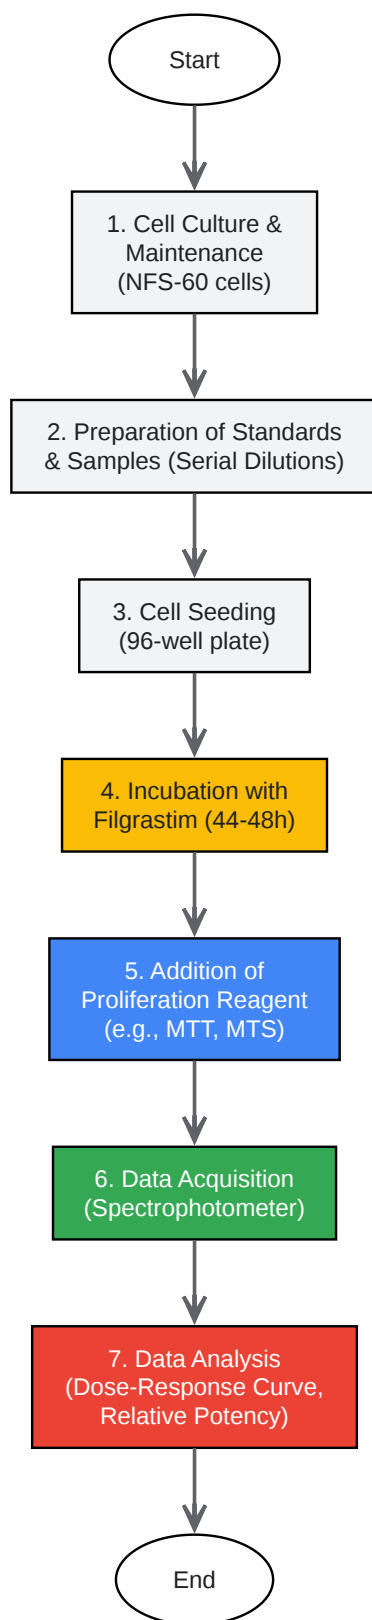 Start
1. Cell Culture &
Maintenance
(NFS-60 cells)
2. Preparation of Standards
& Samples (Serial Dilutions)
3. Cell Seeding
(96-well plate)
4. Incubation with
Filgrastim (44-48h)
5. Addition of
Proliferation Reagent
(e.g., MTT, MTS)
6. Data Acquisition
(Spectrophotometer)
7. Data Analysis
(Dose-Response Curve,
Relative Potency)
End